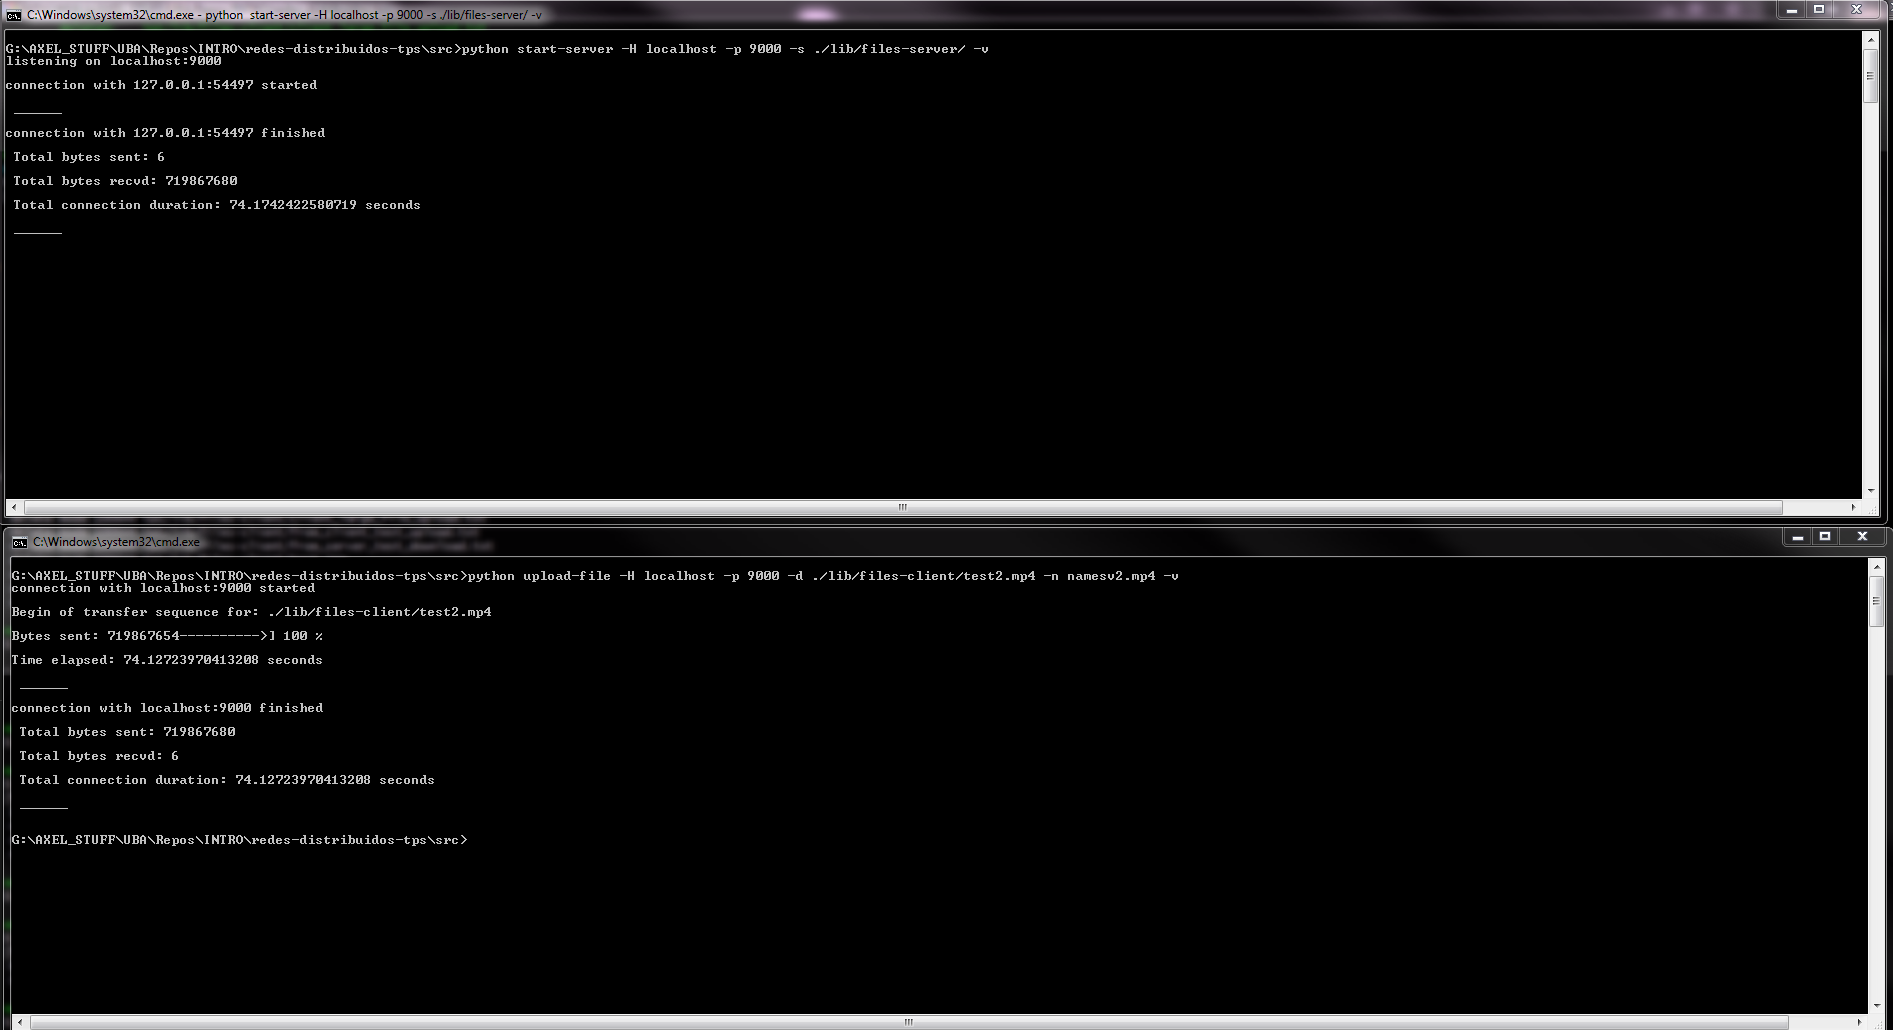 C:\Windows\system32\cmd.exe - python  start-server -H localhost -p 9000 -s ./lib/files-server/ -v
G:\AXEL_STUFF\UBA\Repos\INTRO\redes-distribuidos-tps\src>python start-server -H localhost -p 9000 -s ./lib/files-server/ -v
listening on localhost:9000
connection with 127.0.0.1:54497 started
______
connection with 127.0.0.1:54497 finished
Total bytes sent: 6
Total bytes recvd: 719867680
Total connection duration: 74.1742422580719 seconds
______
C:\Windows\system32\cmd.exe
G:\AXEL_STUFF\UBA\Repos\INTRO\redes-distribuidos-tps\src>python upload-file -H localhost -p 9000 -d ./lib/files-client/test2.mp4 -n namesv2.mp4 -v
connection with localhost:9000 started
Begin of transfer sequence for: ./lib/files-client/test2.mp4
Bytes sent: 719867654---------->] 100 %
Time elapsed: 74.12723970413208 seconds
______
connection with localhost:9000 finished
Total bytes sent: 719867680
Total bytes recvd: 6
Total connection duration: 74.12723970413208 seconds
______
G:\AXEL_STUFF\UBA\Repos\INTRO\redes-distribuidos-tps\src>